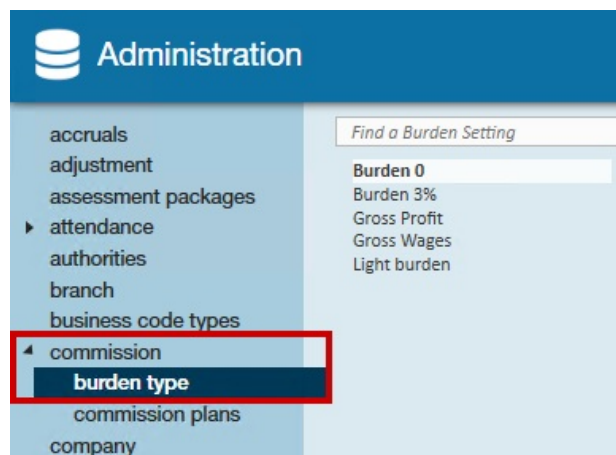 Administration
accruals
adjustment
assessment packages
attendance
authorities
branch
business code types
commission
burden type
commission plans
company
Find a Burden Setting
Burden 0
Burden 3%
Gross Profit
Gross Wages
Light burden